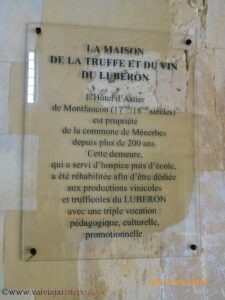 LA MAISON
DE LA TRUFFE ET DU VIN
DU LUBERON
L'Hôtel d'Astier
de Montfaucon (17ème/18ème siècles)
est propriété
de la commune de Ménerbes
depuis plus de 200 ans.
Cette demeure,
qui a servi d'hospice puis d'école,
a été réhabilitée afin d'être dédiée
aux productions vinicoles
et trufficoles du LUBERON
avec une triple vocation :
pédagogique, culturelle,
promotionnelle.
www.vaiviajarsleepe.com